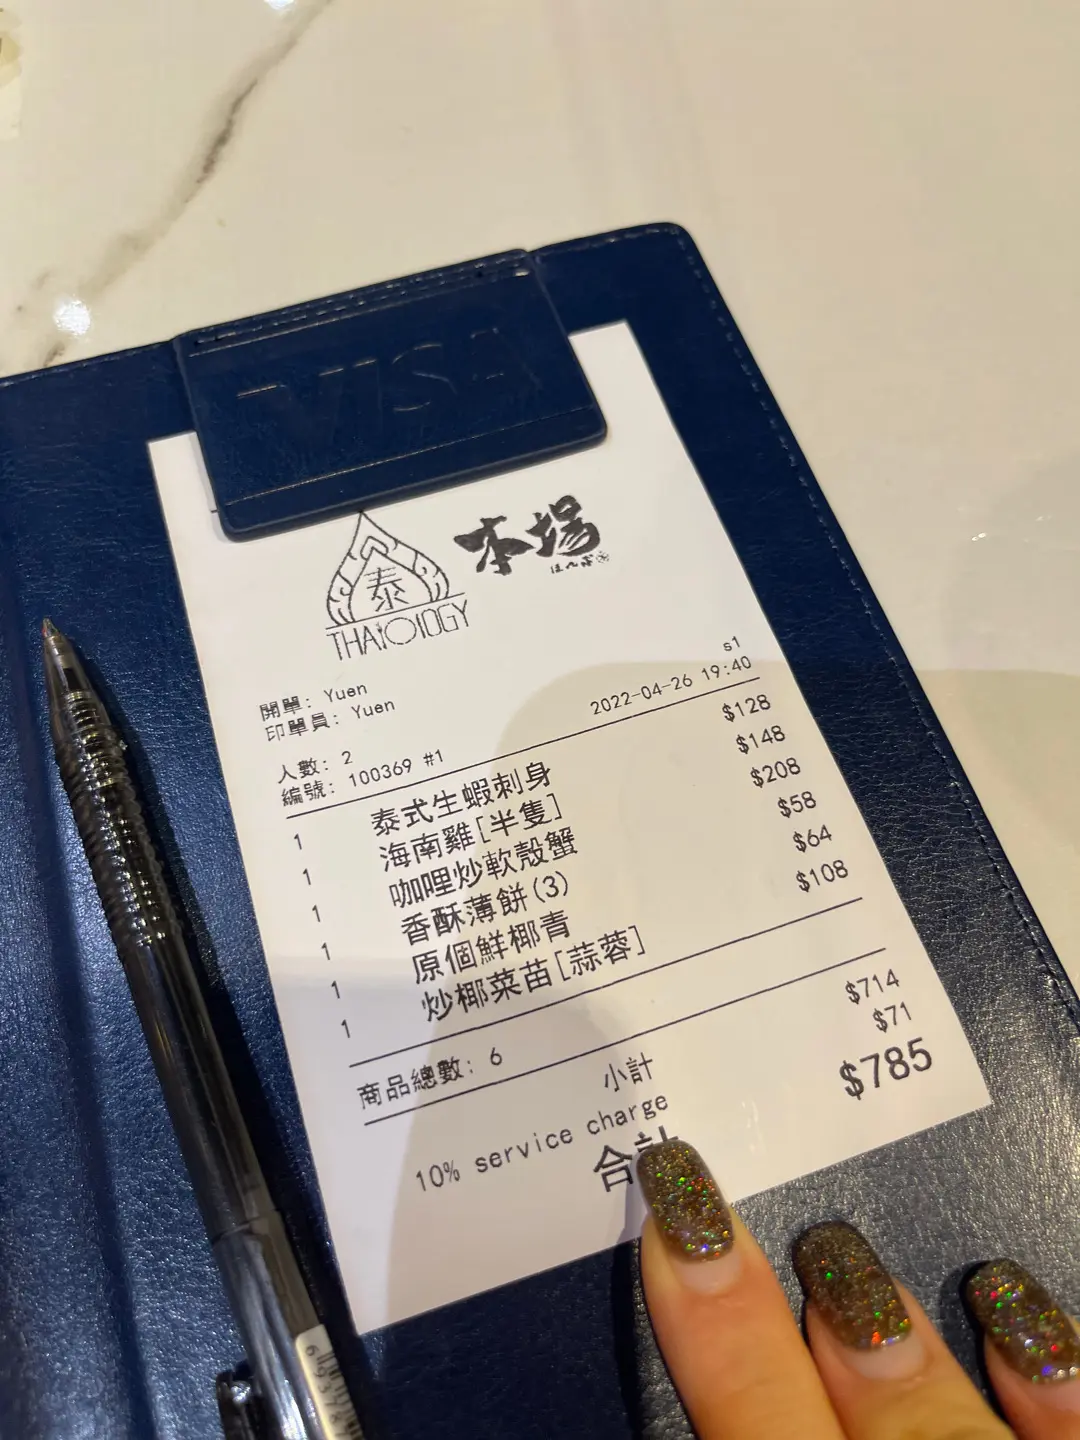 VISA
泰
THAIOLOGY
本場
開單: Yuen
印單員: Yuen
s1
人數: 2
2022-04-26 19:40
編號: 100369 #1
1 泰式生蝦刺身 $128
1 海南雞[半隻] $148
1 咖哩炒軟殼蟹 $208
1 香酥薄餅(3) $58
1 原個鮮椰青 $64
1 炒椰菜苗[蒜蓉] $108
商品總數: 6
小計 $714
10% service charge $71
合計 $785